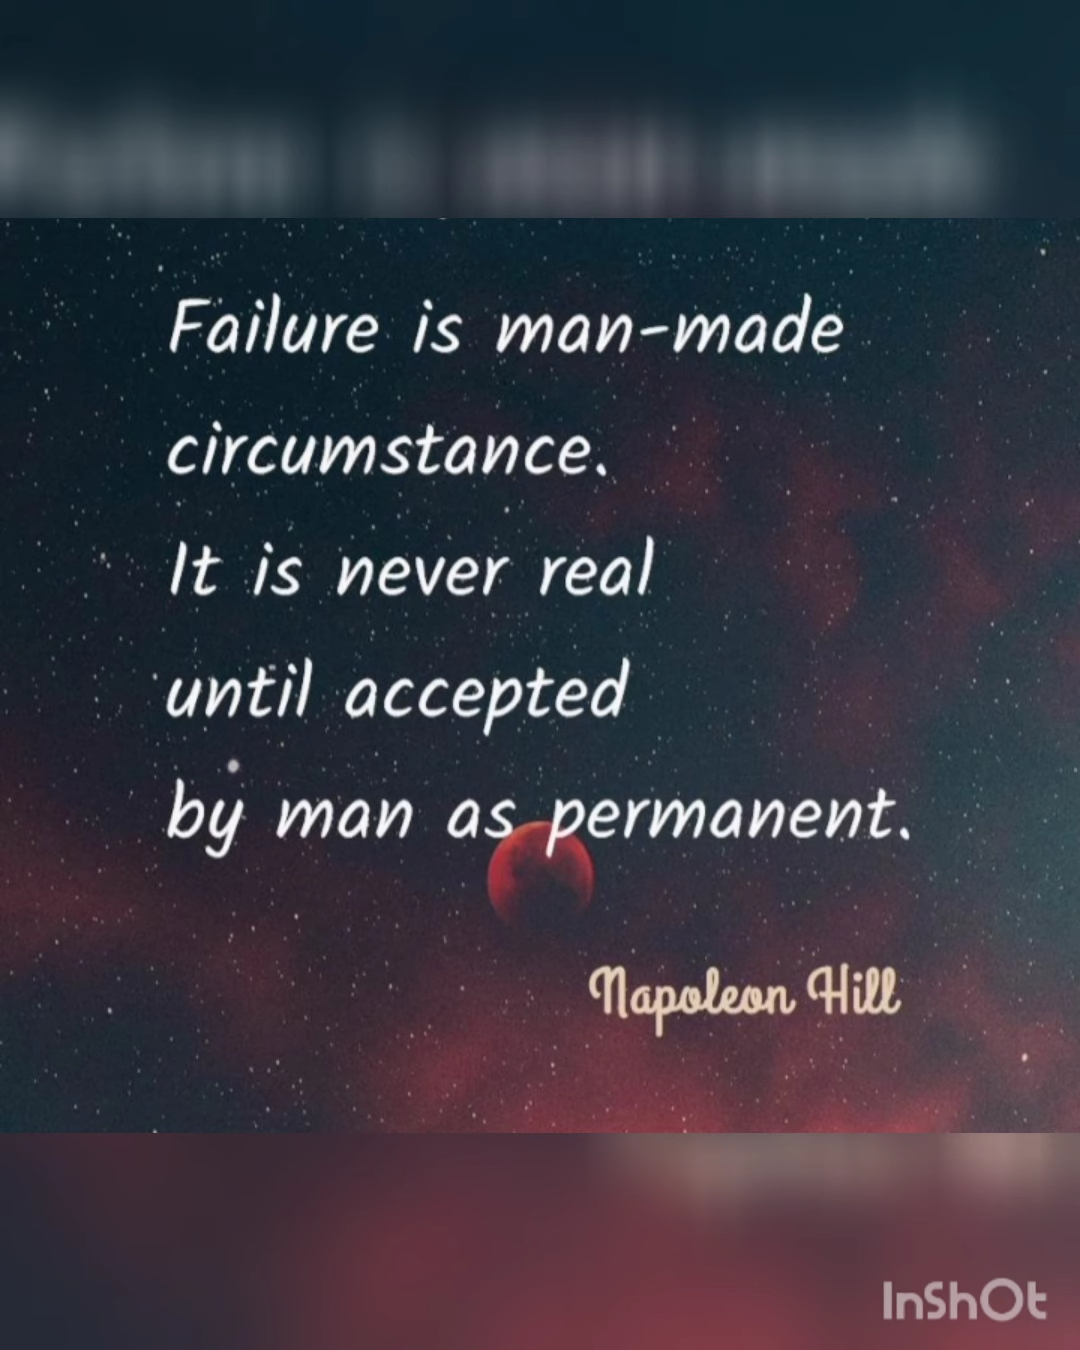 Failure is man-made
circumstance.
It is never real
until accepted
by man as permanent.
Napoleon Hill
InShOt